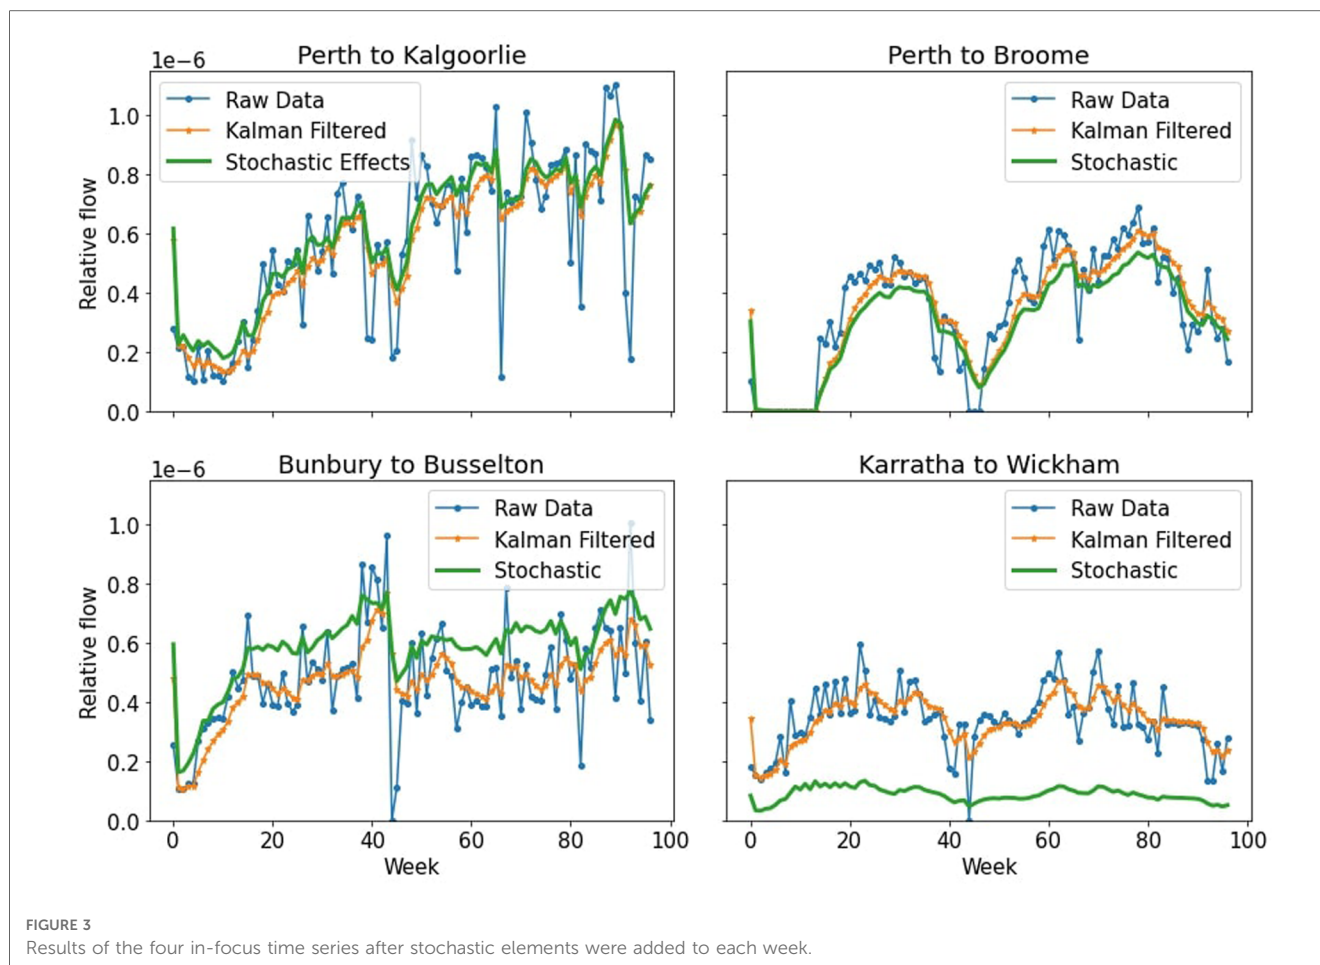 Perth to Kalgoorlie
1e−6
Raw Data
Kalman Filtered
Stochastic Effects
Relative flow
1.0
0.8
0.6
0.4
0.2
0.0
Perth to Broome
Raw Data
Kalman Filtered
Stochastic
Bunbury to Busselton
1e−6
Raw Data
Kalman Filtered
Stochastic
Relative flow
1.0
0.8
0.6
0.4
0.2
0.0
0 20 40 60 80 100
Week
Karratha to Wickham
Raw Data
Kalman Filtered
Stochastic
0 20 40 60 80 100
Week
FIGURE 3
Results of the four in-focus time series after stochastic elements were added to each week.